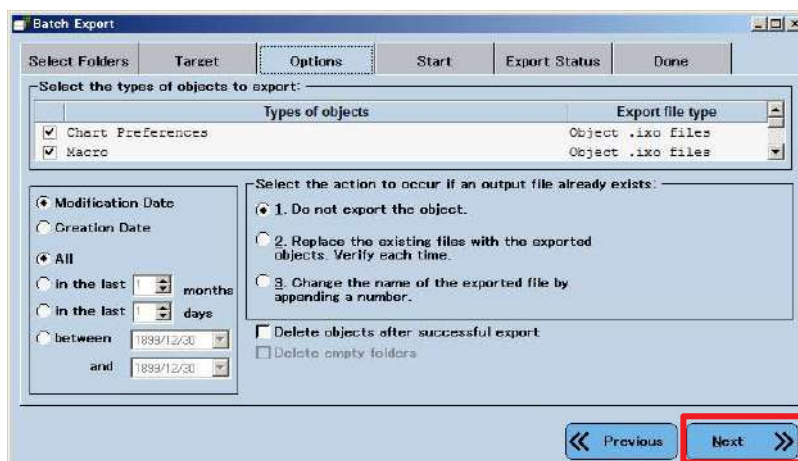 Batch Export
Select Folders Target Options Start Export Status Done
Select the types of objects to export:
Types of objects Export file type
Chart Preferences Object .ixo files
Macro Object .ixo files
Modification Date
Creation Date
All
in the last 1 months
in the last 1 days
between 1899/12/30
and 1899/12/30
Select the action to occur if an output file already exists:
1. Do not export the object.
2. Replace the existing files with the exported
objects. Verify each time.
3. Change the name of the exported file by
appending a number.
Delete objects after successful export
Delete empty folders
Previous Next